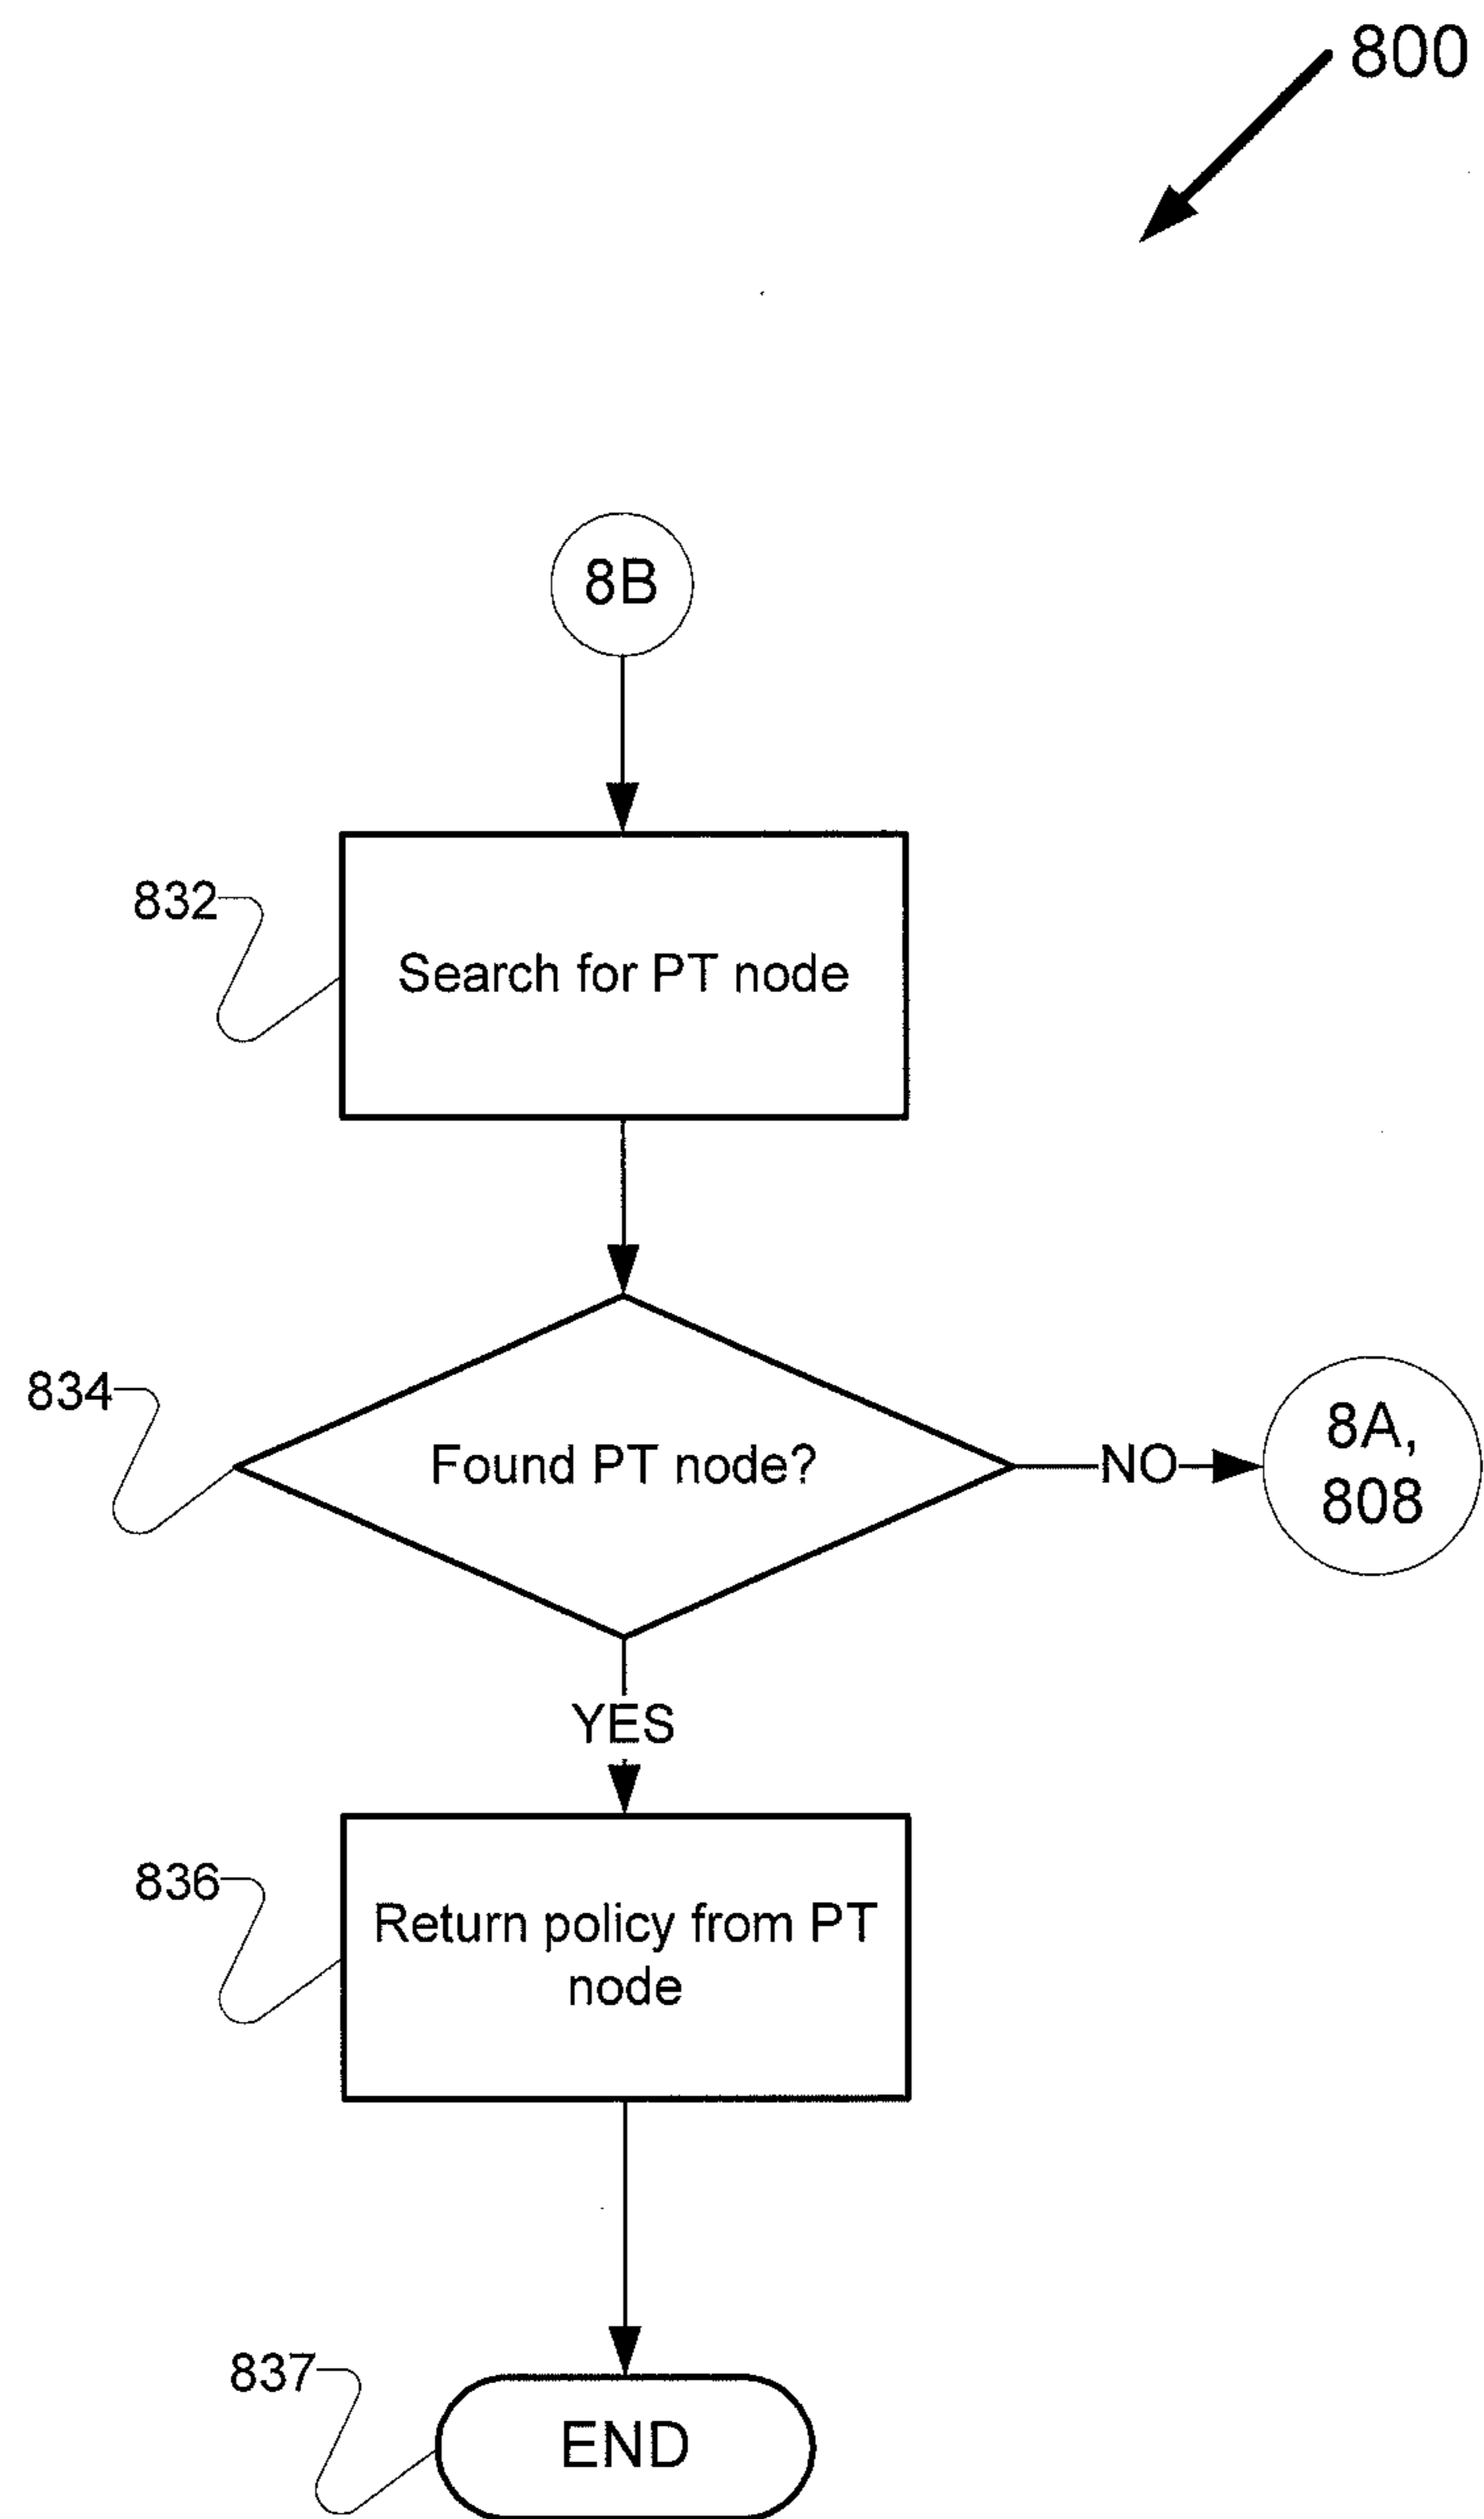 800
8B
832
Search for PT node
834
Found PT node?
NO
8A,
808
YES
836
Return policy from PT
node
837
END